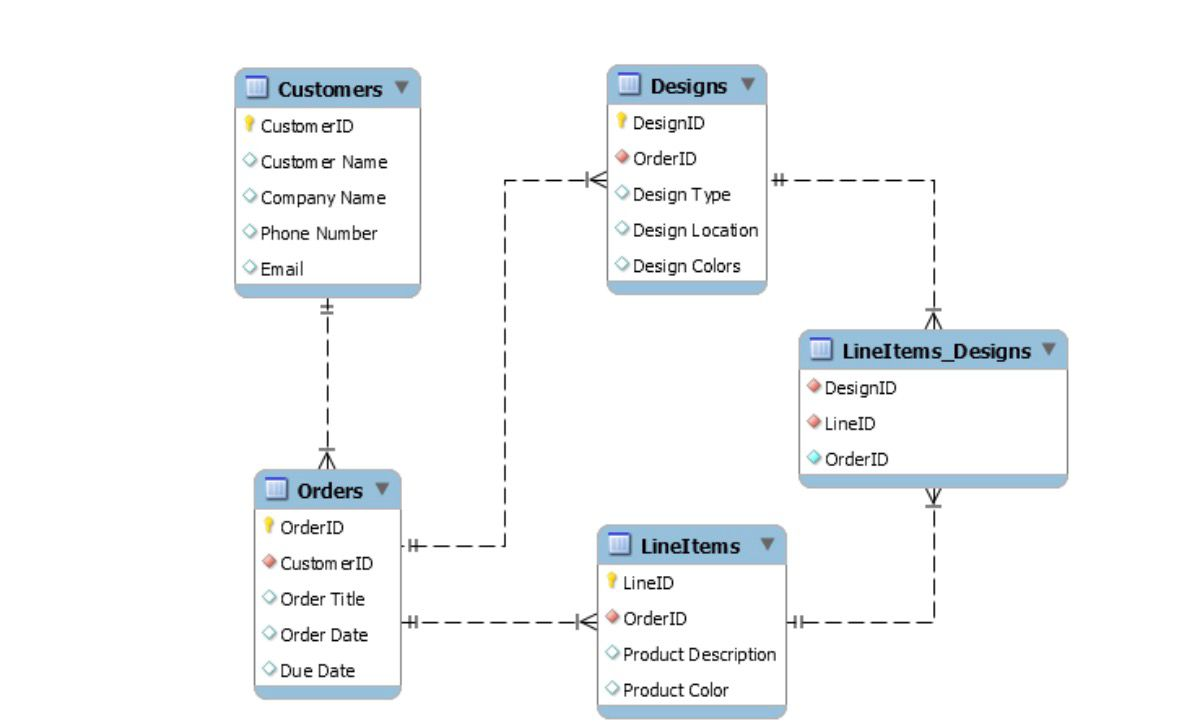 Customers
CustomerID
Customer Name
Company Name
Phone Number
Email
Designs
DesignID
OrderID
Design Type
Design Location
Design Colors
LineItems_Designs
DesignID
LineID
OrderID
Orders
OrderID
CustomerID
Order Title
Order Date
Due Date
LineItems
LineID
OrderID
Product Description
Product Color